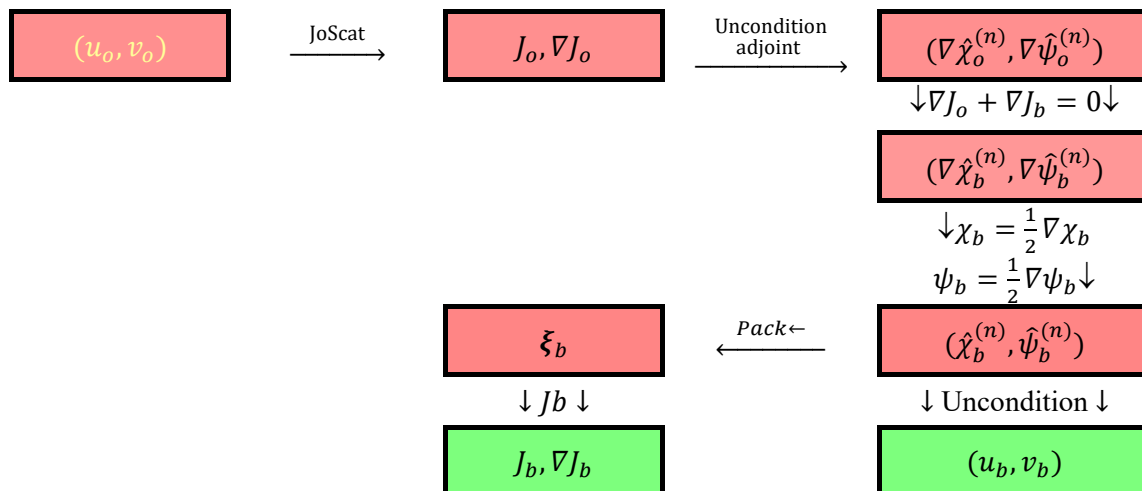 (u_o, v_o)
JoScat
→
J_o, ∇J_o
Uncondition
adjoint
→
(∇χ̂_o^(n), ∇ψ̂_o^(n))
↓∇J_o + ∇J_b = 0↓
(∇χ̂_b^(n), ∇ψ̂_b^(n))
↓χ_b = ½ ∇χ_b
ψ_b = ½ ∇ψ_b↓
ξ_b
Pack←
←
(χ̂_b^(n), ψ̂_b^(n))
↓ Jb ↓
↓ Uncondition ↓
J_b, ∇J_b
(u_b, v_b)